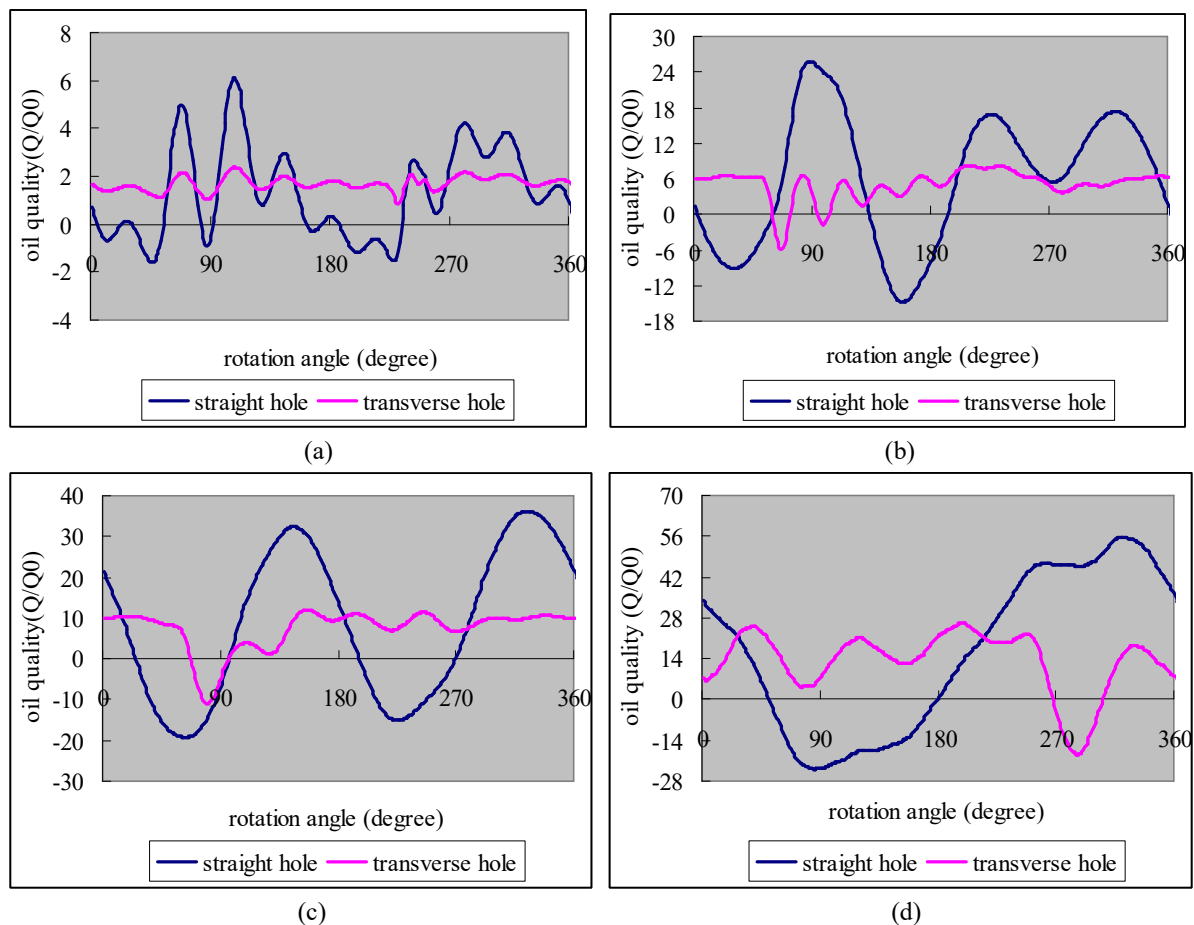 oil quality(Q/Q0)
8
6
4
2
0
-2
-4
0 90 180 270 360
rotation angle (degree)
straight hole transverse hole
(a)
oil quality (Q/Q0)
30
24
18
12
6
0
-6
-12
-18
0 90 180 270 360
rotation angle (degree)
straight hole transverse hole
(b)
oil quality(Q/Q0)
40
30
20
10
0
-10
-20
-30
0 90 180 270 360
rotation angle (degree)
straight hole transverse hole
(c)
oil quality (Q/Q0)
70
56
42
28
14
0
-14
-28
0 90 180 270 360
rotation angle (degree)
straight hole transverse hole
(d)